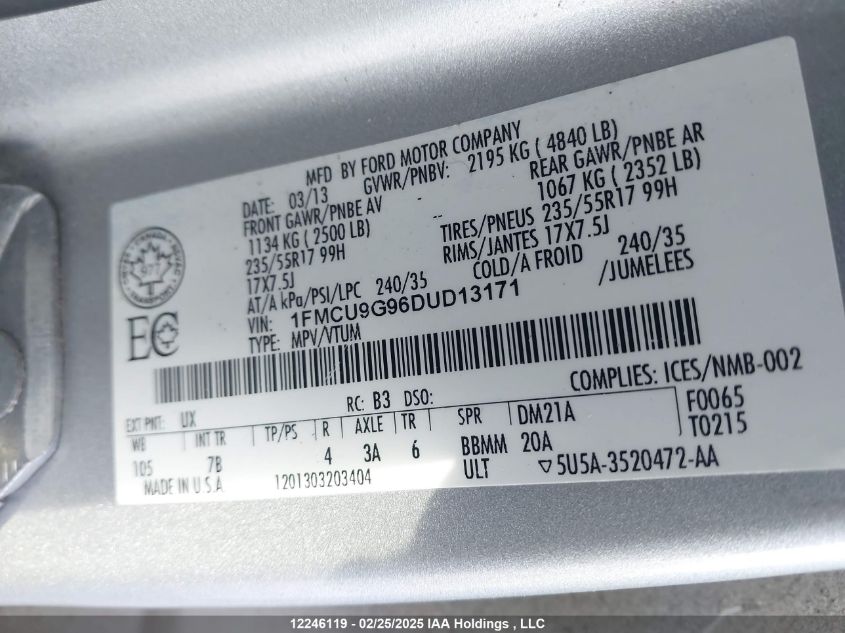 MFD BY FORD MOTOR COMPANY
DATE: 03/13 GVWR/PNBV: 2195 KG ( 4840 LB)
FRONT GAWR/PNBE AV REAR GAWR/PNBE AR
1134 KG ( 2500 LB) 1067 KG ( 2352 LB)
235/55R17 99H TIRES/PNEUS 235/55R17 99H
17X7.5J RIMS/JANTES 17X7.5J
AT/A kPa/PSI/LPC 240/35 COLD/A FROID 240/35
VIN: 1FMCU9G96DUD13171 /JUMELEES
TYPE: MPV/VTUM
EC
COMPLIES: ICES/NMB-002
EXT PNT: UX RC: B3 DSO: F0065
WB INT TR TP/PS R AXLE TR SPR DM21A T0215
105 7B 4 3A 6 BBMM 20A
ULT ▽5U5A-3520472-AA
MADE IN U.S.A 1201303203404
12246119 - 02/25/2025 IAA Holdings , LLC